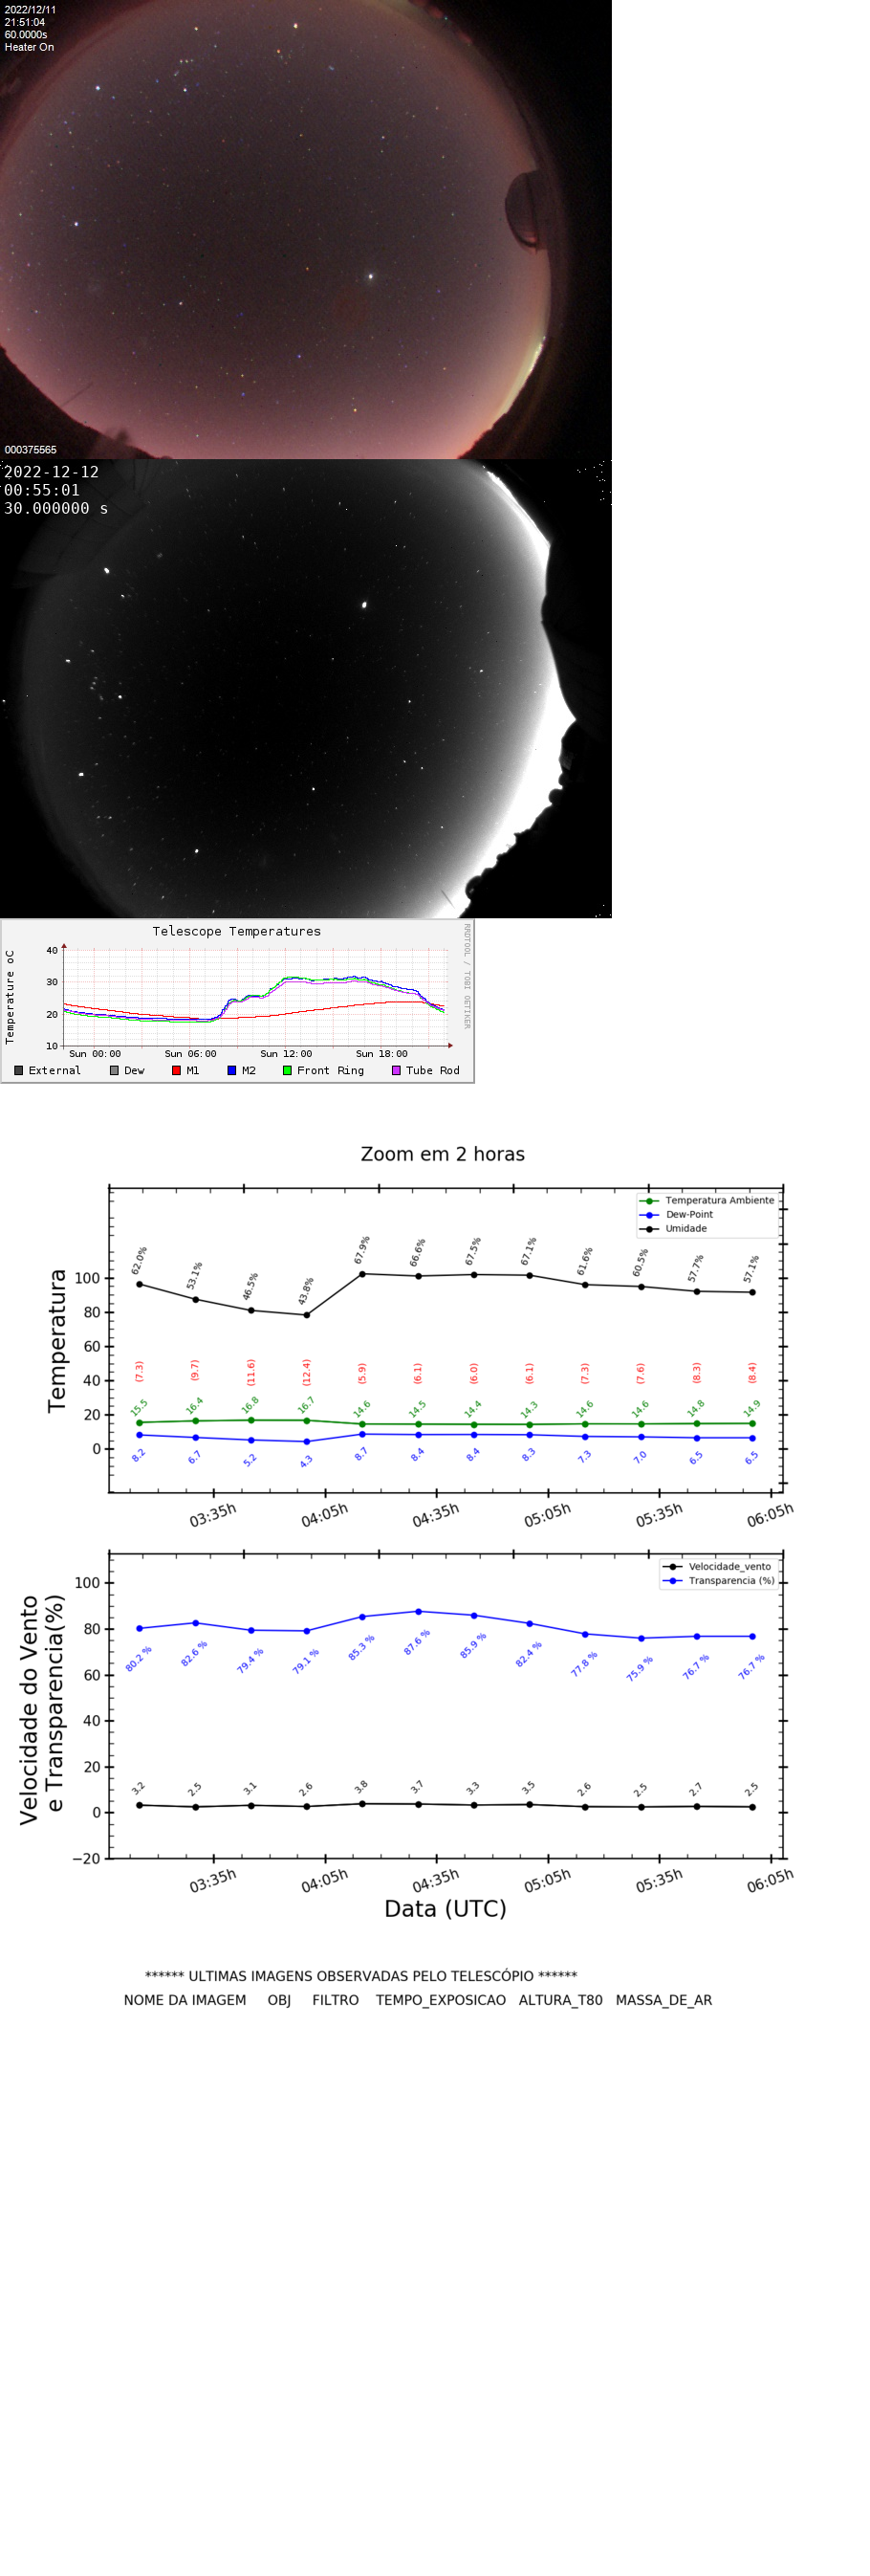 2022/12/11
21:51:04
60.0000s
Heater On
000375565
2022-12-12
00:55:01
30.000000 s
Telescope Temperatures
RRDTOOL / TOBI OETIKER
Temperature oC
40
30
20
10
Sun 00:00 Sun 06:00 Sun 12:00 Sun 18:00
External Dew M1 M2 Front Ring Tube Rod
Zoom em 2 horas
Temperatura Ambiente
Dew-Point
Umidade
Temperatura
100
80
60
40
20
0
62.0% 53.1% 46.5% 43.8% 67.9% 66.6% 67.5% 67.1% 61.6% 60.5% 57.7% 57.1%
(7.3) (9.7) (11.6) (12.4) (5.9) (6.1) (6.0) (6.1) (7.3) (7.6) (8.3) (8.4)
15.5 16.4 16.8 16.7 14.6 14.5 14.4 14.3 14.6 14.6 14.8 14.9
8.2 6.7 5.2 4.3 8.7 8.4 8.4 8.3 7.3 7.0 6.5 6.5
03:35h 04:05h 04:35h 05:05h 05:35h 06:05h
Velocidade_vento
Transparencia (%)
Velocidade do Vento
e Transparencia(%)
100
80
60
40
20
0
−20
80.2 % 82.6 % 79.4 % 79.1 % 85.3 % 87.6 % 85.9 % 82.4 % 77.8 % 75.9 % 76.7 % 76.7 %
3.2 2.5 3.1 2.6 3.8 3.7 3.3 3.5 2.6 2.5 2.7 2.5
03:35h 04:05h 04:35h 05:05h 05:35h 06:05h
Data (UTC)
****** ULTIMAS IMAGENS OBSERVADAS PELO TELESCÓPIO ******
NOME DA IMAGEM OBJ FILTRO TEMPO_EXPOSICAO ALTURA_T80 MASSA_DE_AR